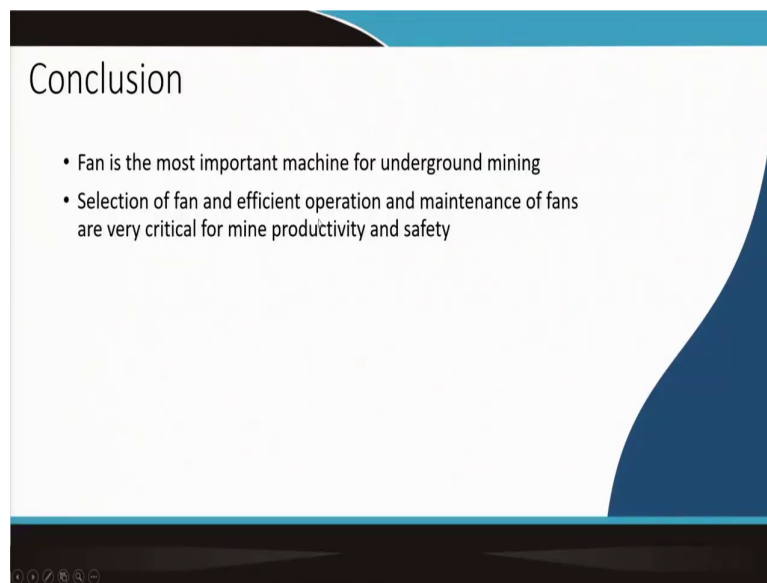 Conclusion
• Fan is the most important machine for underground mining
• Selection of fan and efficient operation and maintenance of fans
are very critical for mine productivity and safety